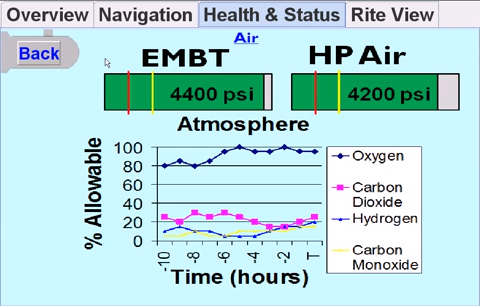 Overview Navigation Health & Status Rite View
Air
Back
EMBT HP Air
4400 psi 4200 psi
Atmosphere
% Allowable
100
80
60
40
20
0
-10 -8 -6 -4 -2 T
Time (hours)
Oxygen
Carbon
Dioxide
Hydrogen
Carbon
Monoxide